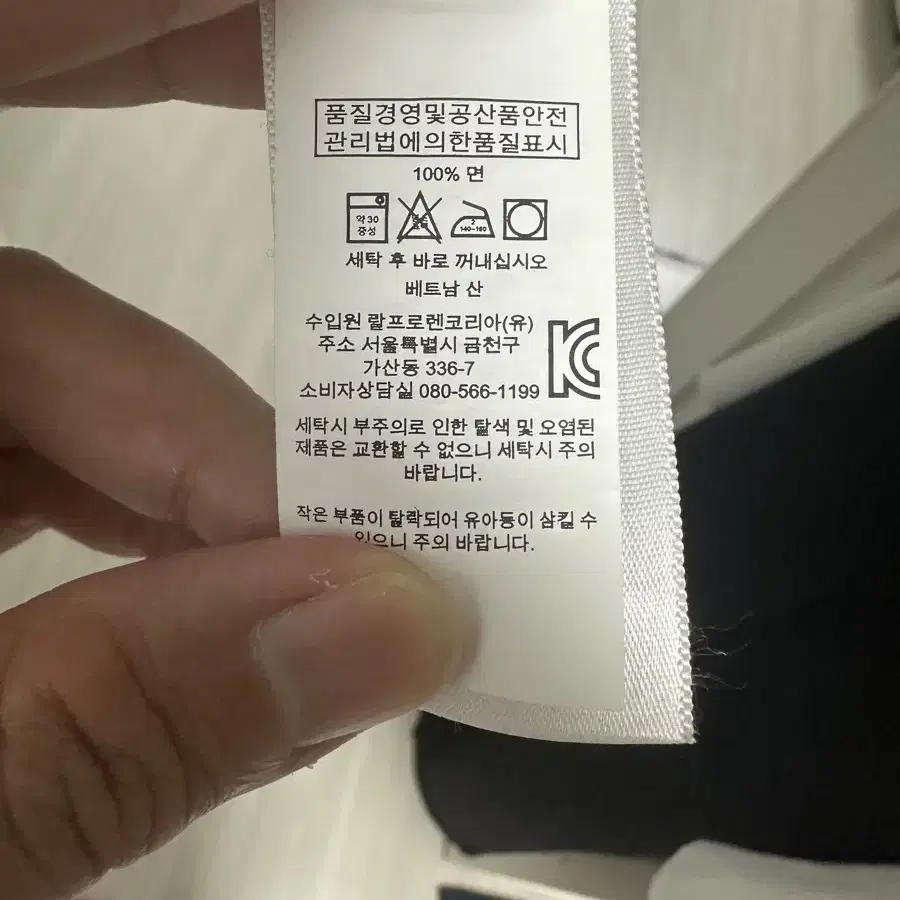 품질경영및공산품안전
관리법에의한품질표시
100% 면
약 30
중성
2
140~160
세탁 후 바로 꺼내십시오
베트남 산
수입원 랄프로렌코리아(유)
주소 서울특별시 금천구
가산동 336-7
소비자상담실 080-566-1199
세탁시 부주의로 인한 탈색 및 오염된
제품은 교환할 수 없으니 세탁시 주의
바랍니다.
작은 부품이 탈락되어 유아등이 삼킬 수
있으니 주의 바랍니다.